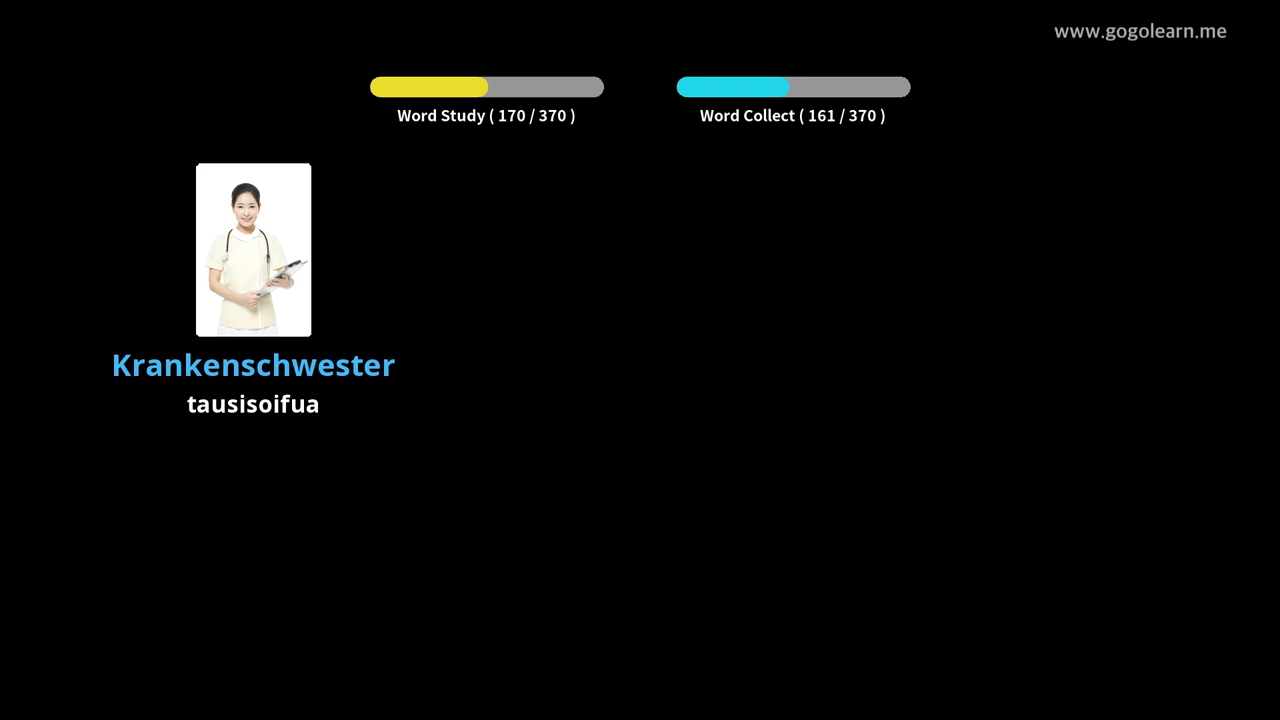 www.gogolearn.me
Word Study ( 170 / 370 )
Word Collect ( 161 / 370 )
Krankenschwester
tausisoifua